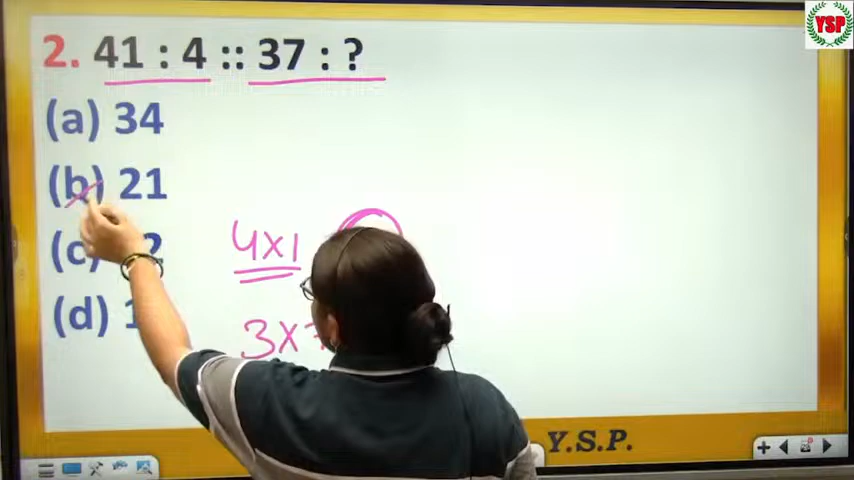 2. 41 : 4 :: 37 : ?
(a) 34
(b) 21
(c)
(d)
4x1
3x
Y.S.P.
YSP